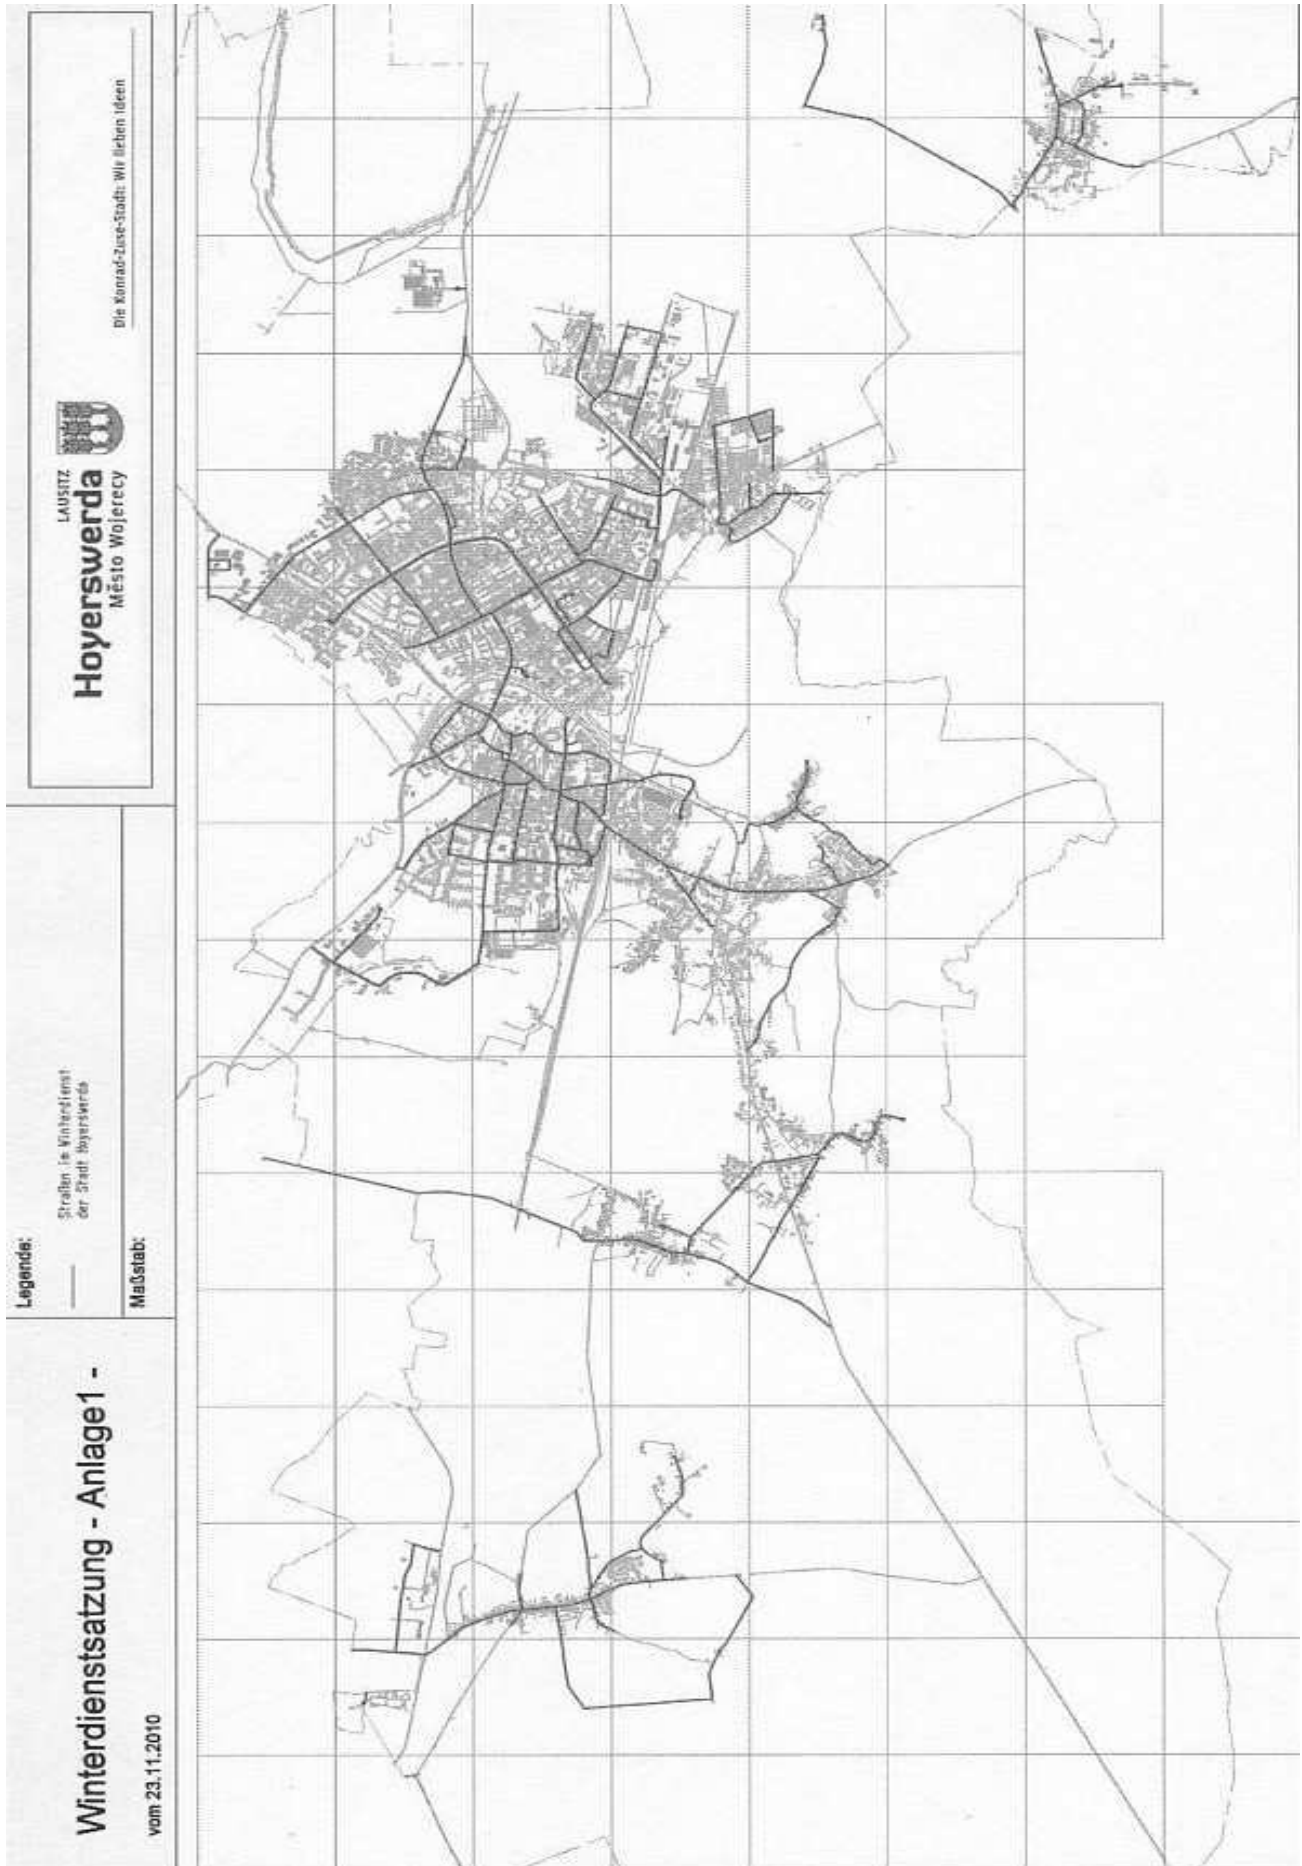 Winterdienstsatzung - Anlage1 -
vom 23.11.2010
Legende:
Straßen im Winterdienst
der Stadt Hoyerswerda
Maßstab:
LAUSITZ
Hoyerswerda
Město Wojerecy
Die Konrad-Zuse-Stadt: Wir lieben Ideen